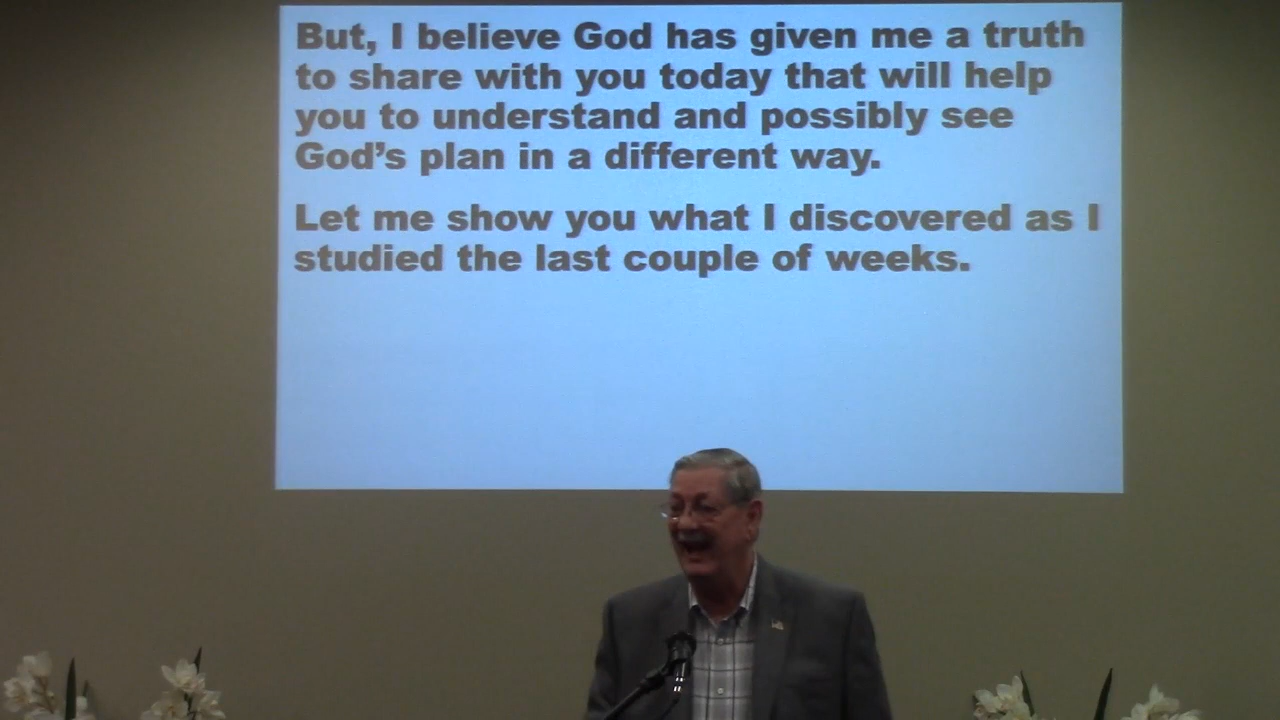 But, I believe God has given me a truth
to share with you today that will help
you to understand and possibly see
God's plan in a different way.
Let me show you what I discovered as I
studied the last couple of weeks.